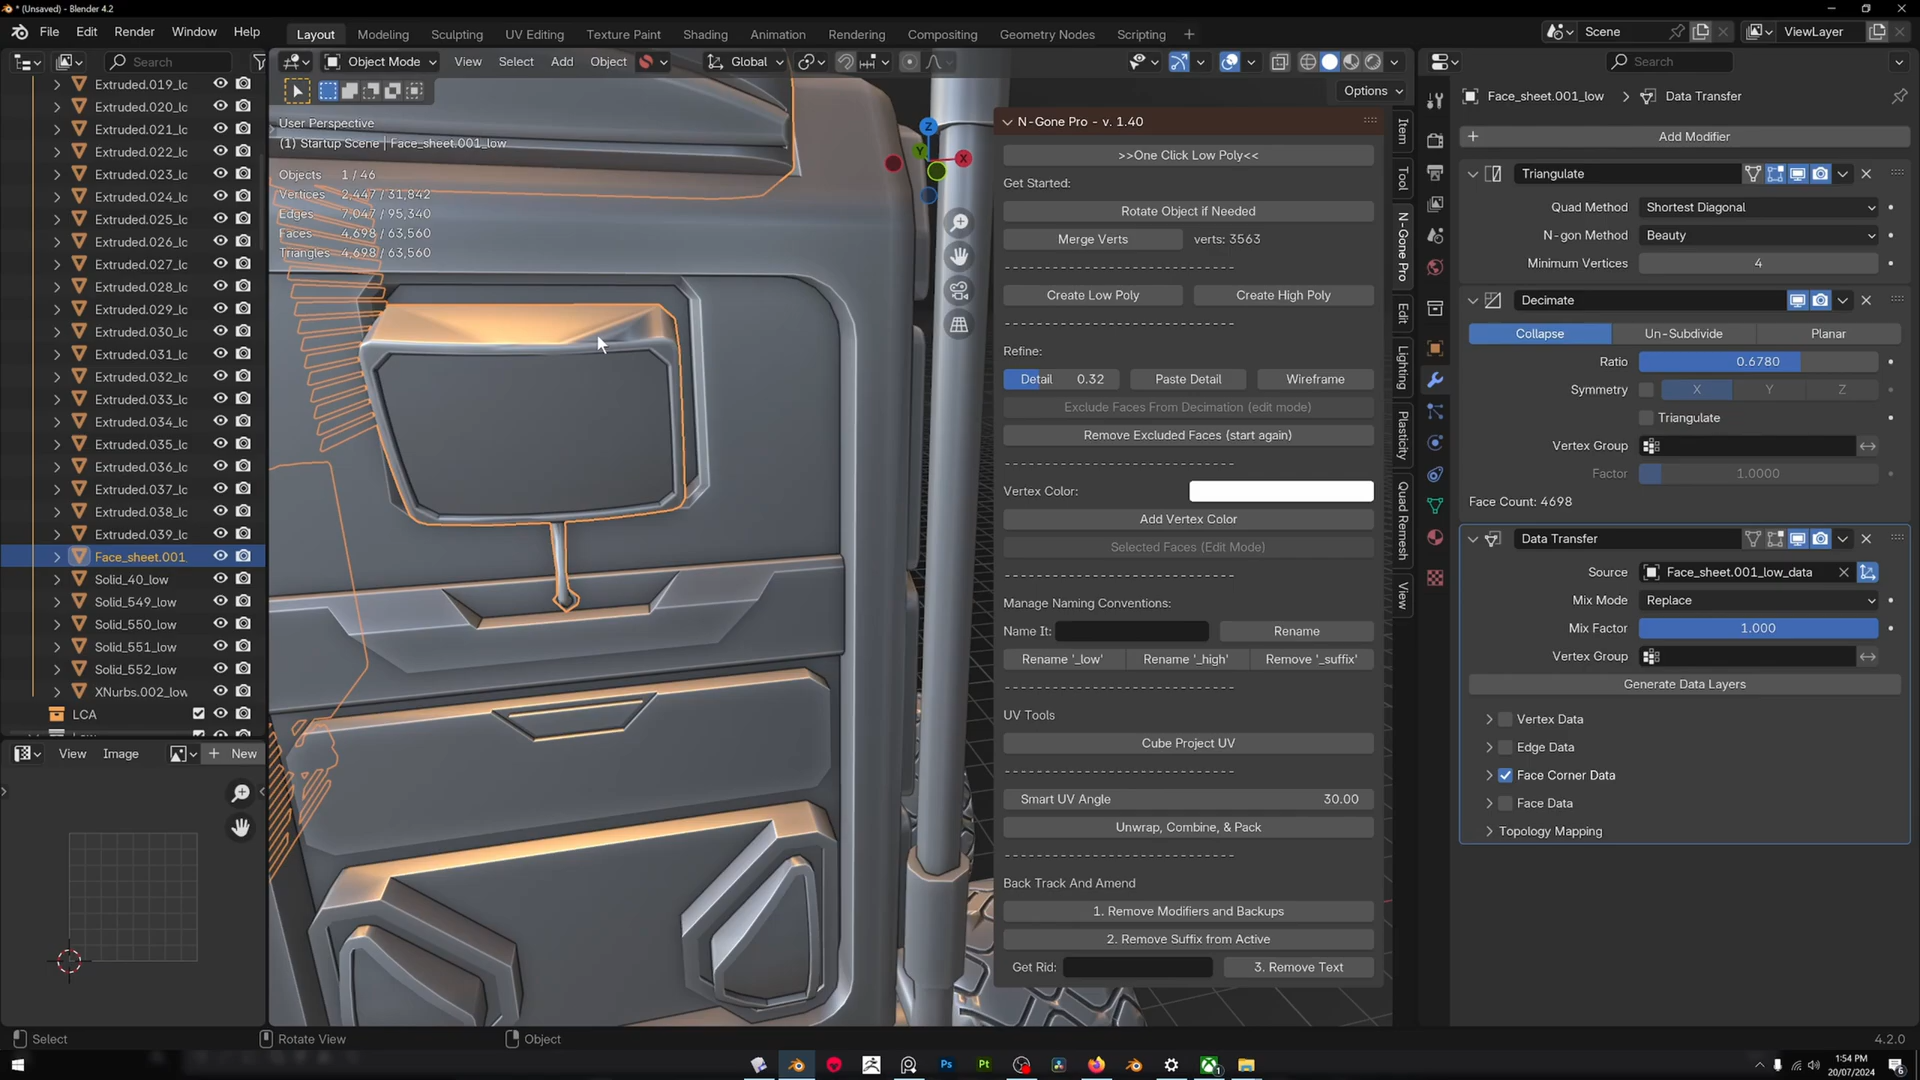 * (Unsaved) - Blender 4.2
File Edit Render Window Help
Layout Modeling Sculpting UV Editing Texture Paint Shading Animation Rendering Compositing Geometry Nodes Scripting +
Scene ViewLayer
Search Object Mode View Select Add Object Global Search
Options
Extruded.019_lc
Extruded.020_lc
Extruded.021_lc
Extruded.022_lc
Extruded.023_lc
Extruded.024_lc
Extruded.025_lc
Extruded.026_lc
Extruded.027_lc
Extruded.028_lc
Extruded.029_lc
Extruded.030_lc
Extruded.031_lc
Extruded.032_lc
Extruded.033_lc
Extruded.034_lc
Extruded.035_lc
Extruded.036_lc
Extruded.037_lc
Extruded.038_lc
Extruded.039_lc
Face_sheet.001_
Solid_40_low
Solid_549_low
Solid_550_low
Solid_551_low
Solid_552_low
XNurbs.002_low
LCA
View Image New
User Perspective
(1) Startup Scene | Face_sheet.001_low
Objects 1 / 46
Vertices 2,447 / 31,842
Edges 7,047 / 95,340
Faces 4,698 / 63,560
Triangles 4,698 / 63,560
Z
Y
X
N-Gone Pro - v. 1.40
>>One Click Low Poly<<
Get Started:
Rotate Object if Needed
Merge Verts verts: 3563
Create Low Poly Create High Poly
Refine:
Detail 0.32 Paste Detail Wireframe
Exclude Faces From Decimation (edit mode)
Remove Excluded Faces (start again)
Vertex Color:
Add Vertex Color
Selected Faces (Edit Mode)
Manage Naming Conventions:
Name It: Rename
Rename '_low' Rename '_high' Remove '_suffix'
UV Tools
Cube Project UV
Smart UV Angle 30.00
Unwrap, Combine, & Pack
Back Track And Amend
1. Remove Modifiers and Backups
2. Remove Suffix from Active
Get Rid: 3. Remove Text
Item
Tool
N-Gone Pro
Edit
Lighting
Plasticity
Quad Remesh
View
Face_sheet.001_low > Data Transfer
+ Add Modifier
Triangulate
Quad Method Shortest Diagonal
N-gon Method Beauty
Minimum Vertices 4
Decimate
Collapse Un-Subdivide Planar
Ratio 0.6780
Symmetry X Y Z
Triangulate
Vertex Group
Factor 1.0000
Face Count: 4698
Data Transfer
Source Face_sheet.001_low_data
Mix Mode Replace
Mix Factor 1.000
Vertex Group
Generate Data Layers
Vertex Data
Edge Data
Face Corner Data
Face Data
Topology Mapping
Select Rotate View Object 4.2.0
Ps Pt
1:54 PM
20/07/2024